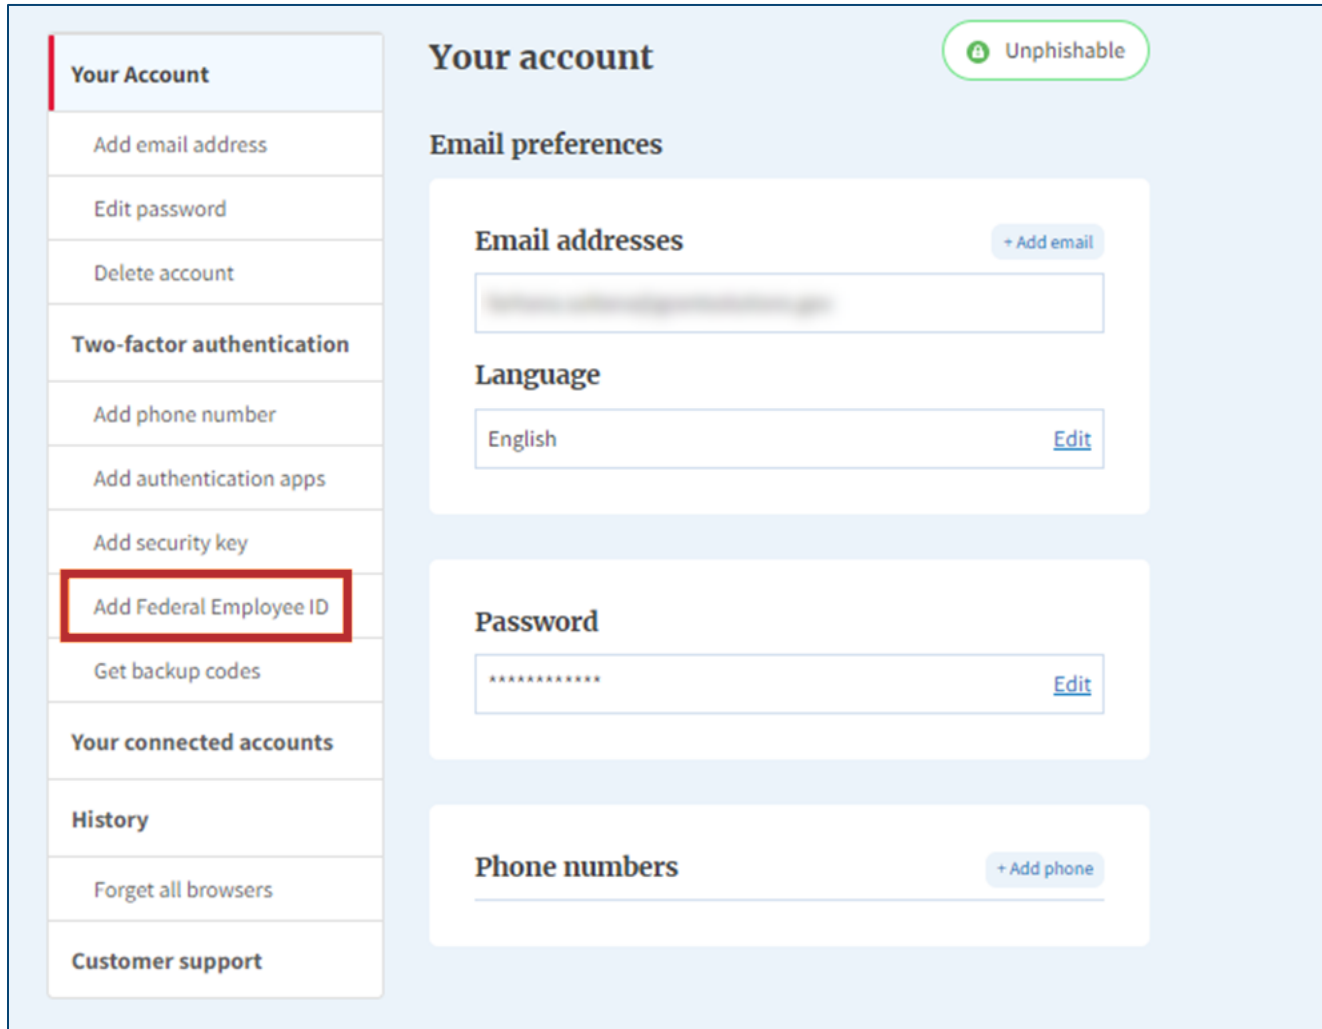 Your Account
Add email address
Edit password
Delete account
Two-factor authentication
Add phone number
Add authentication apps
Add security key
Add Federal Employee ID
Get backup codes
Your connected accounts
History
Forget all browsers
Customer support
Your account
Unphishable
Email preferences
Email addresses
+ Add email
Language
English
Edit
Password
************
Edit
Phone numbers
+ Add phone